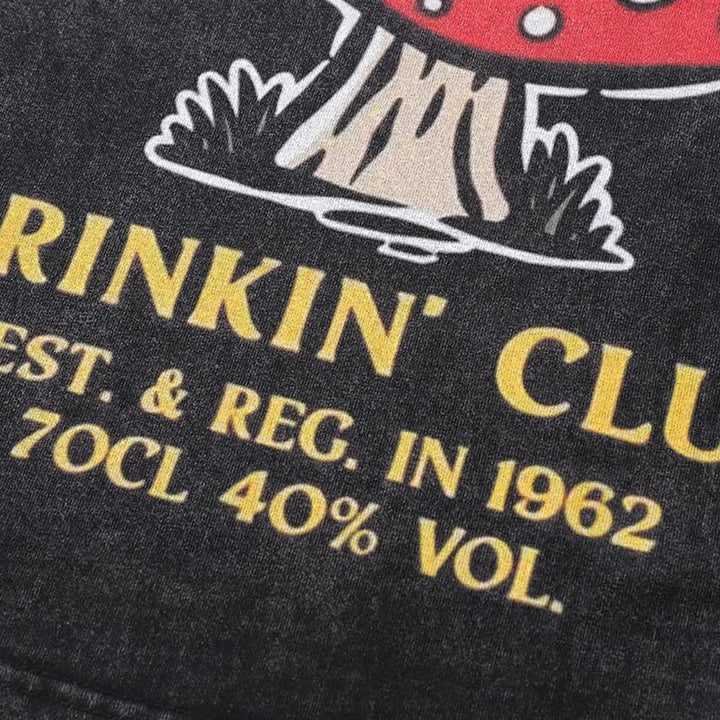 RINKIN' CLU
EST. & REG. IN 1962
70CL 40% VOL.